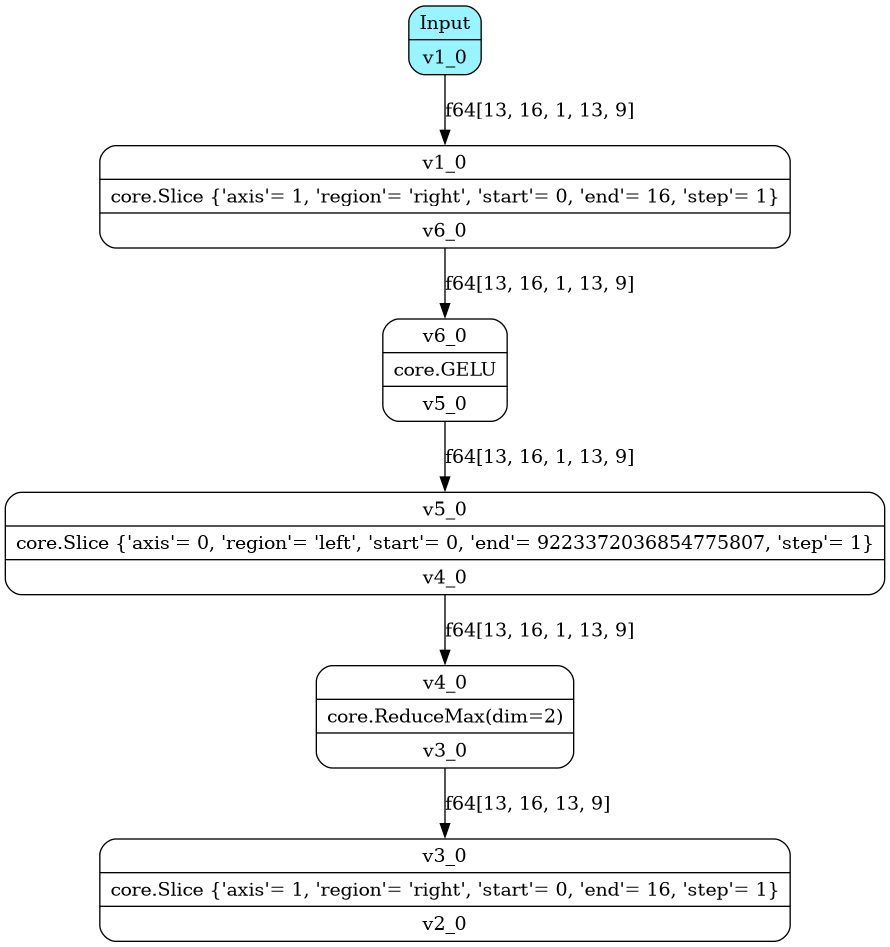 Input
v1_0
f64[13, 16, 1, 13, 9]
v1_0
core.Slice {'axis'= 1, 'region'= 'right', 'start'= 0, 'end'= 16, 'step'= 1}
v6_0
f64[13, 16, 1, 13, 9]
v6_0
core.GELU
v5_0
f64[13, 16, 1, 13, 9]
v5_0
core.Slice {'axis'= 0, 'region'= 'left', 'start'= 0, 'end'= 9223372036854775807, 'step'= 1}
v4_0
f64[13, 16, 1, 13, 9]
v4_0
core.ReduceMax(dim=2)
v3_0
f64[13, 16, 13, 9]
v3_0
core.Slice {'axis'= 1, 'region'= 'right', 'start'= 0, 'end'= 16, 'step'= 1}
v2_0